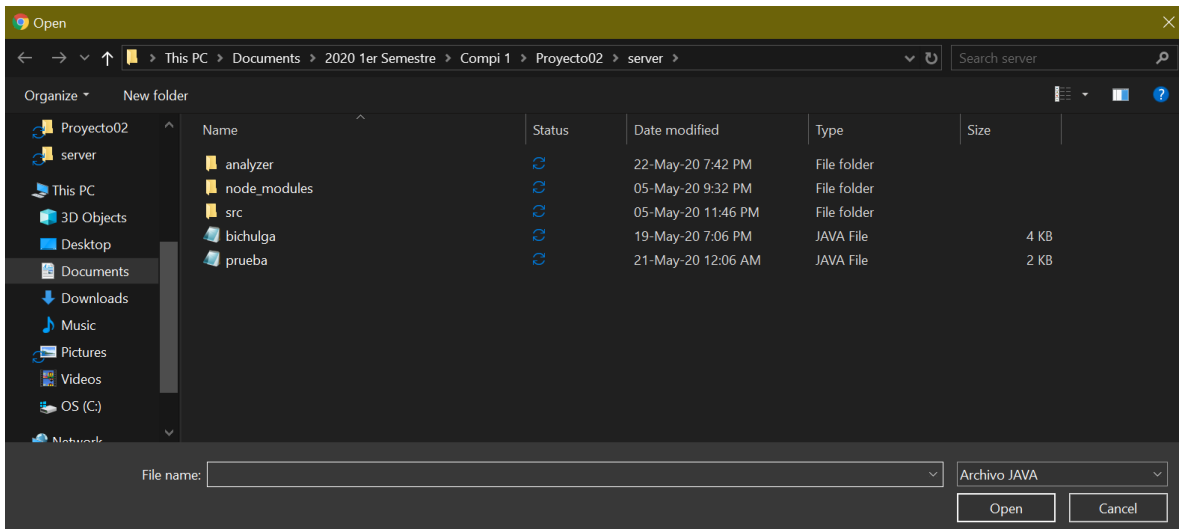 Open
This PC > Documents > 2020 1er Semestre > Compi 1 > Proyecto02 > server >
Search server
Organize
New folder
Name Status Date modified Type Size
Proyecto02
server
This PC
3D Objects
Desktop
Documents
Downloads
Music
Pictures
Videos
OS (C:)
Network
analyzer 22-May-20 7:42 PM File folder
node_modules 05-May-20 9:32 PM File folder
src 05-May-20 11:46 PM File folder
bichulga 19-May-20 7:06 PM JAVA File 4 KB
prueba 21-May-20 12:06 AM JAVA File 2 KB
File name:
Archivo JAVA
Open Cancel